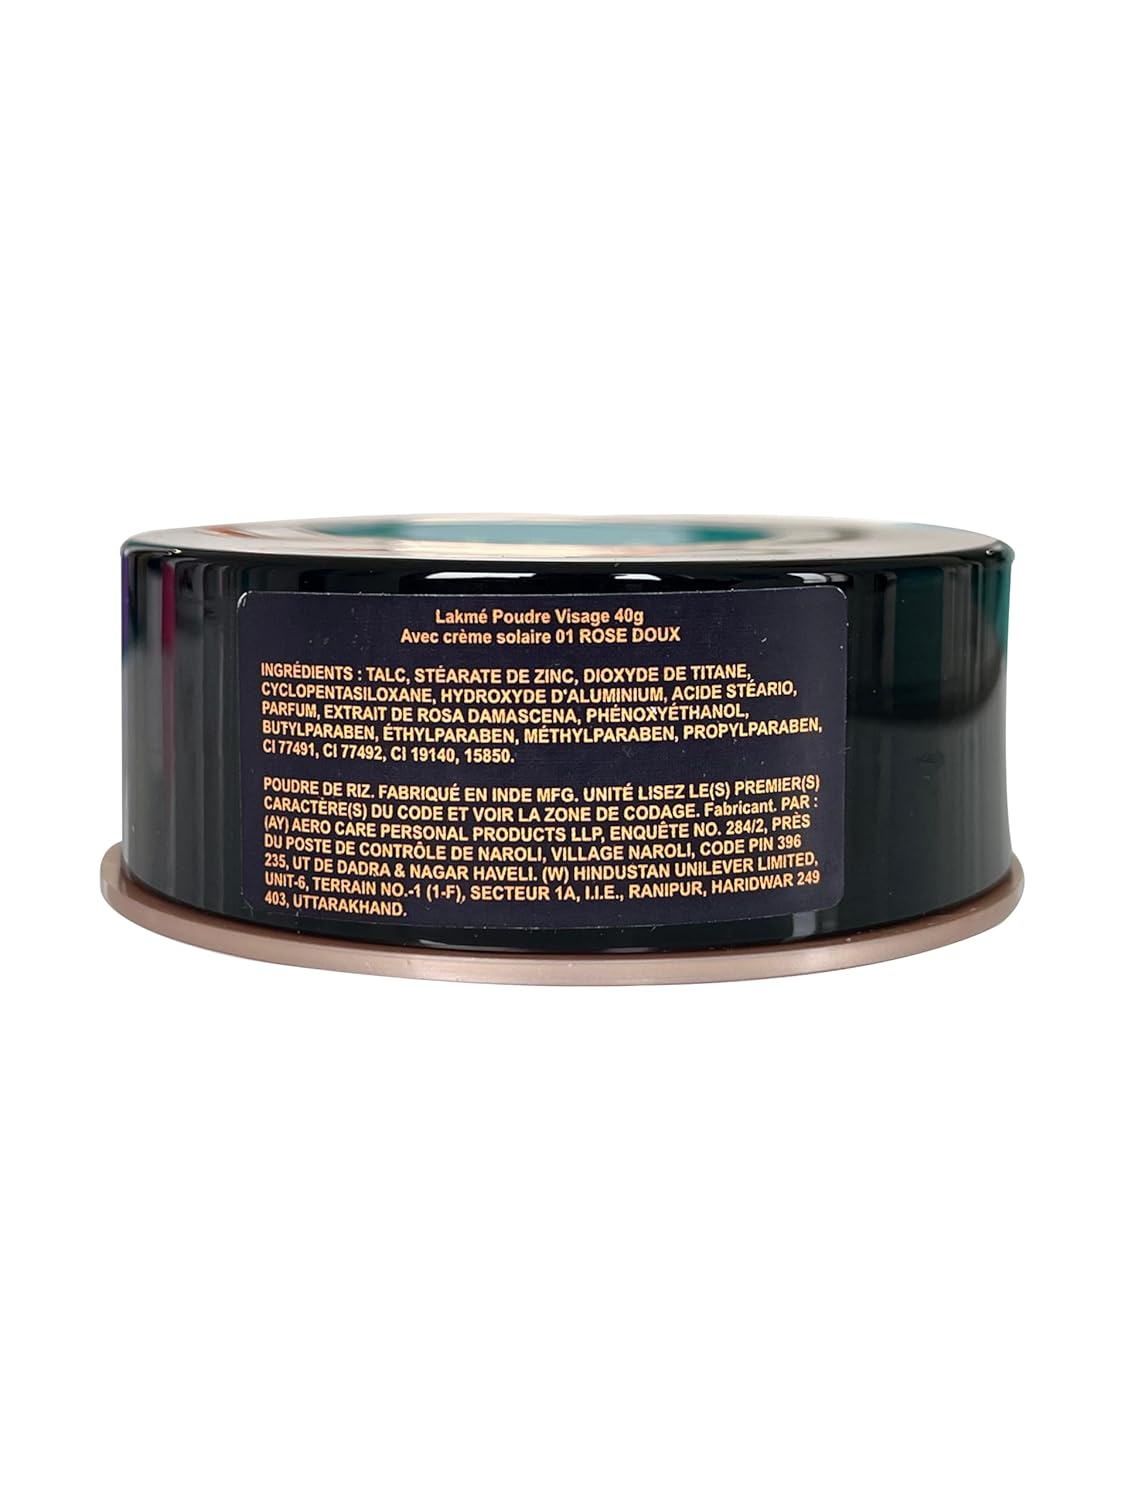 Lakmé Poudre Visage 40g
Avec crème solaire 01 ROSE DOUX
INGRÉDIENTS : TALC, STÉARATE DE ZINC, DIOXYDE DE TITANE,
CYCLOPENTASILOXANE, HYDROXYDE D'ALUMINIUM, ACIDE STÉARIO,
PARFUM, EXTRAIT DE ROSA DAMASCENA, PHÉNOXYÉTHANOL,
BUTYLPARABEN, ÉTHYLPARABEN, MÉTHYLPARABEN, PROPYLPARABEN,
CI 77491, CI 77492, CI 19140, 15850.
POUDRE DE RIZ. FABRIQUÉ EN INDE MFG. UNITÉ LISEZ LE(S) PREMIER(S)
CARACTÈRE(S) DU CODE ET VOIR LA ZONE DE CODAGE. Fabricant. PAR :
(AY) AERO CARE PERSONAL PRODUCTS LLP, ENQUÊTE NO. 284/2, PRÈS
DU POSTE DE CONTRÔLE DE NAROLI, VILLAGE NAROLI, CODE PIN 396
235, UT DE DADRA & NAGAR HAVELI. (W) HINDUSTAN UNILEVER LIMITED,
UNIT-6, TERRAIN NO.-1 (1-F), SECTEUR 1A, I.I.E., RANIPUR, HARIDWAR 249
403, UTTARAKHAND.